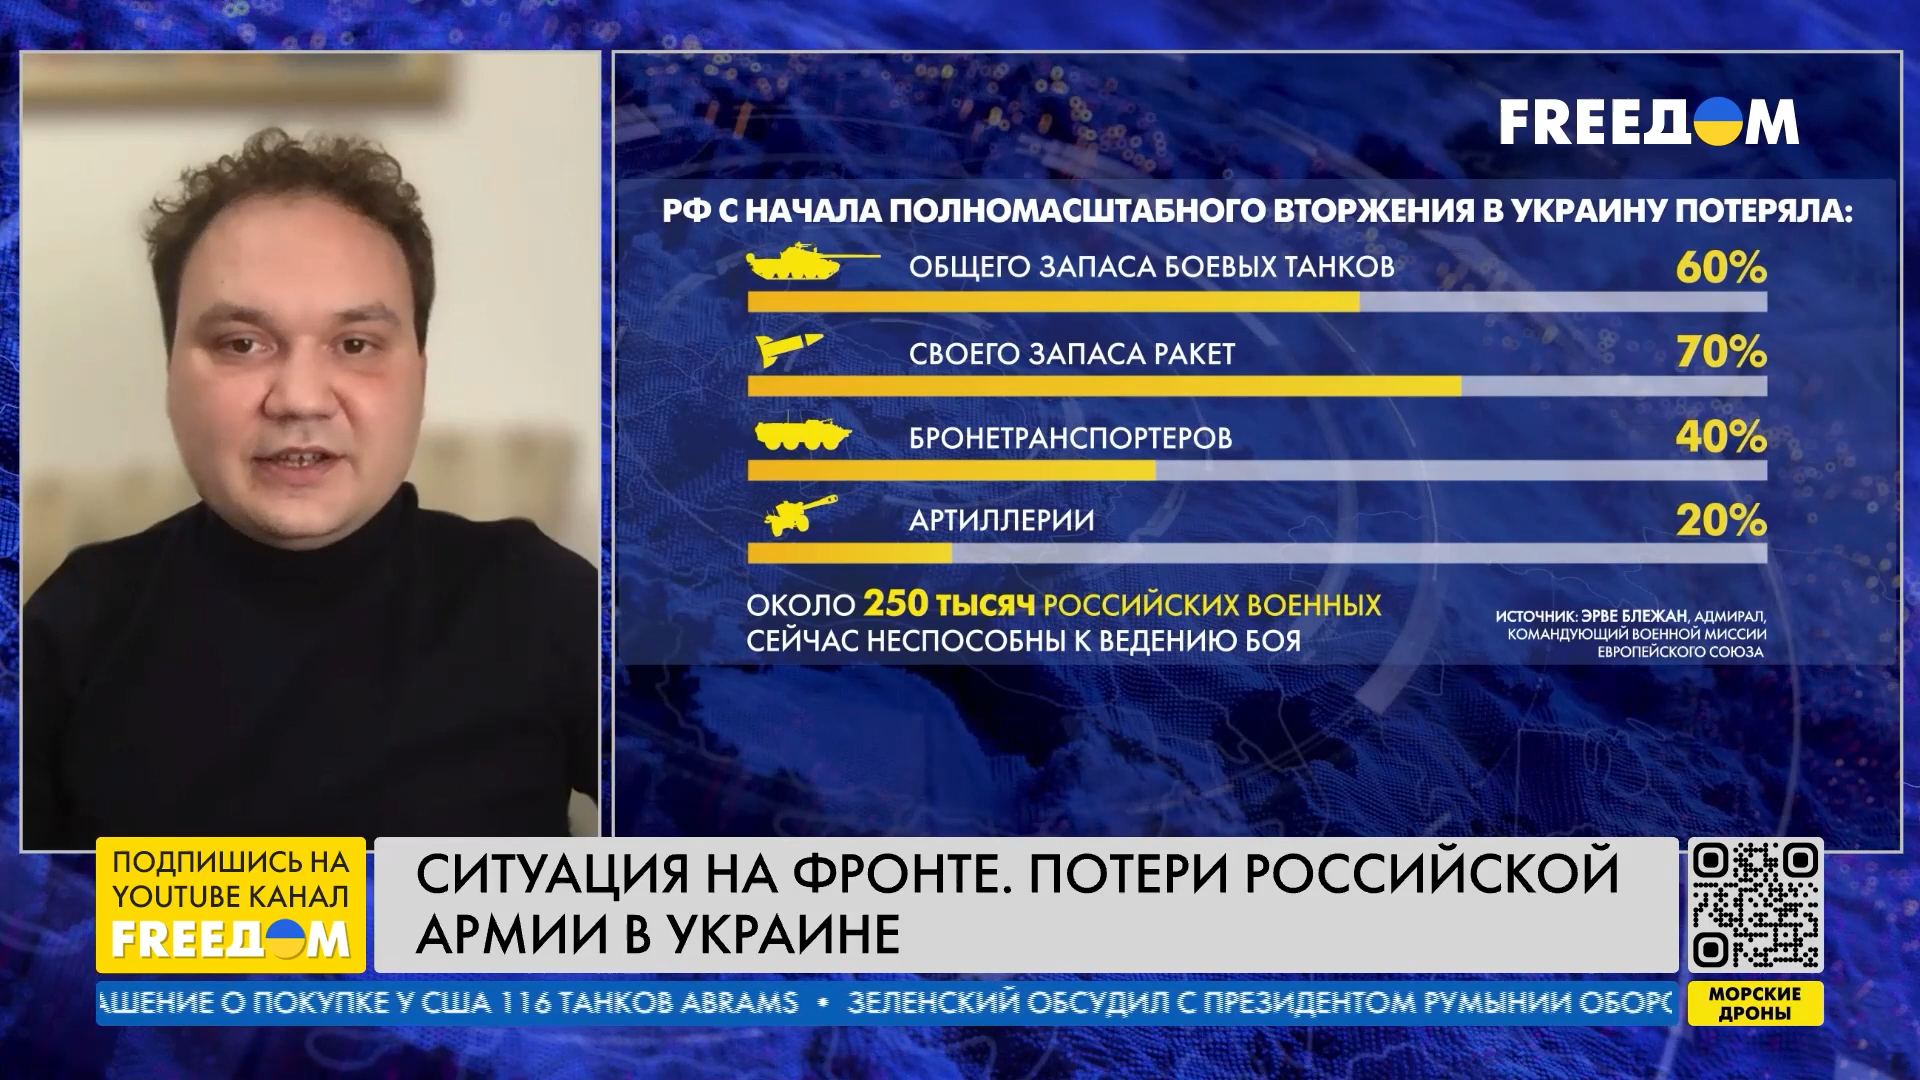 FREEДOM
РФ С НАЧАЛА ПОЛНОМАСШТАБНОГО ВТОРЖЕНИЯ В УКРАИНУ ПОТЕРЯЛА:
ОБЩЕГО ЗАПАСА БОЕВЫХ ТАНКОВ 60%
СВОЕГО ЗАПАСА РАКЕТ 70%
БРОНЕТРАНСПОРТЕРОВ 40%
АРТИЛЛЕРИИ 20%
ОКОЛО 250 ТЫСЯЧ РОССИЙСКИХ ВОЕННЫХ
СЕЙЧАС НЕСПОСОБНЫ К ВЕДЕНИЮ БОЯ
ИСТОЧНИК: ЭРВЕ БЛЕЖАН, АДМИРАЛ,
КОМАНДУЮЩИЙ ВОЕННОЙ МИССИИ
ЕВРОПЕЙСКОГО СОЮЗА
ПОДПИШИСЬ НА
YOUTUBE КАНАЛ
FREEДOM
СИТУАЦИЯ НА ФРОНТЕ. ПОТЕРИ РОССИЙСКОЙ
АРМИИ В УКРАИНЕ
АШЕНИЕ О ПОКУПКЕ У США 116 ТАНКОВ ABRAMS • ЗЕЛЕНСКИЙ ОБСУДИЛ С ПРЕЗИДЕНТОМ РУМЫНИИ ОБОРО
МОРСКИЕ
ДРОНЫ